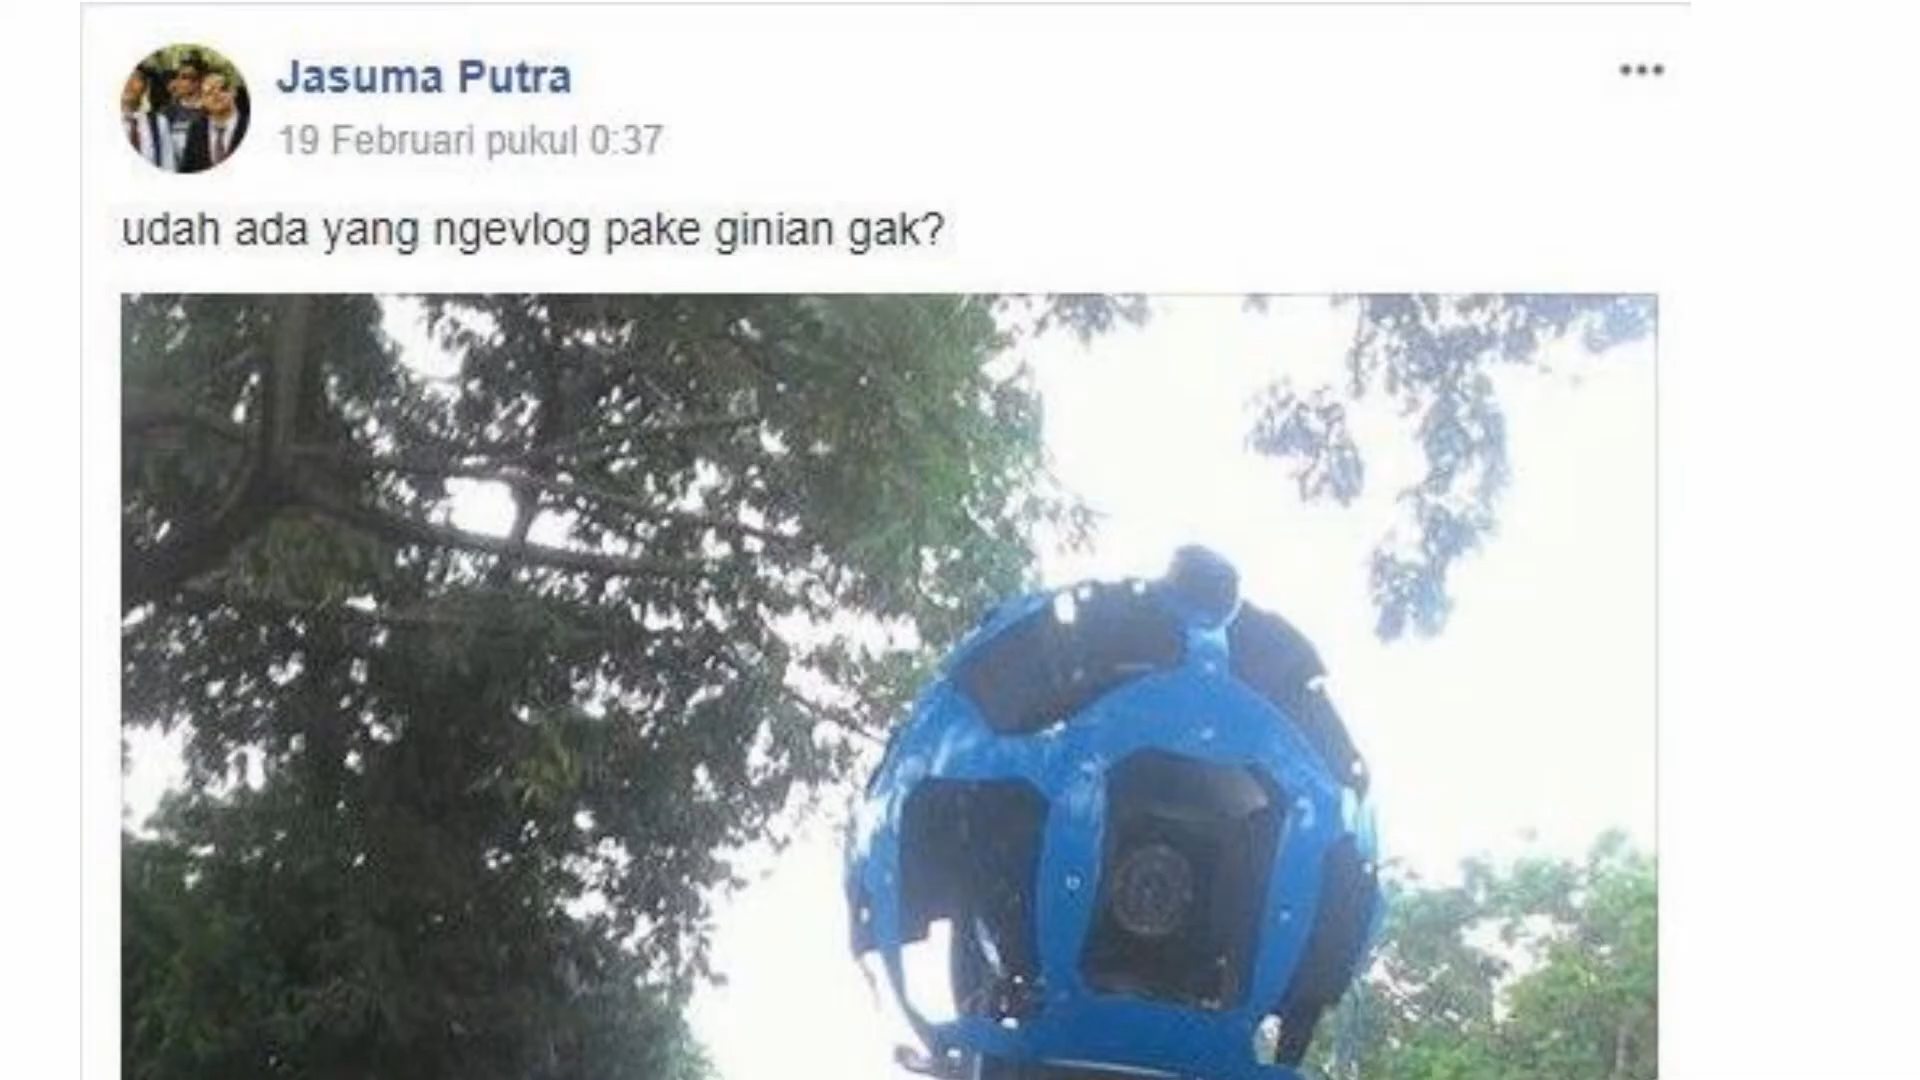 Jasuma Putra
19 Februari pukul 0:37
udah ada yang ngevlog pake ginian gak?